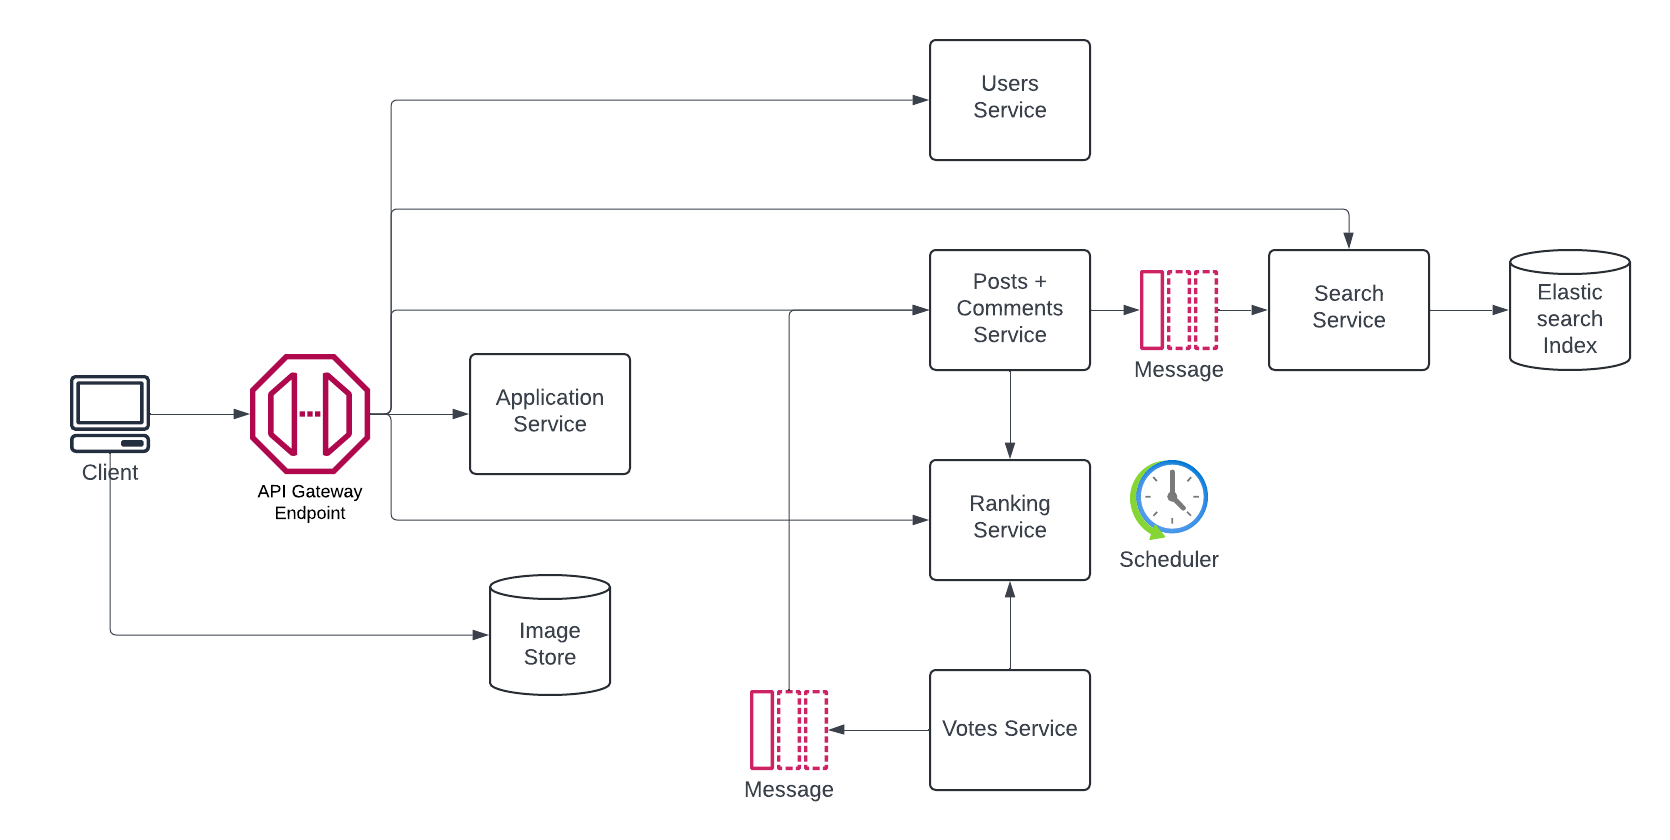 Users
Service
Posts +
Comments
Service
Message
Search
Service
Elastic
search
Index
Client
API Gateway
Endpoint
Application
Service
Ranking
Service
Scheduler
Image
Store
Votes Service
Message